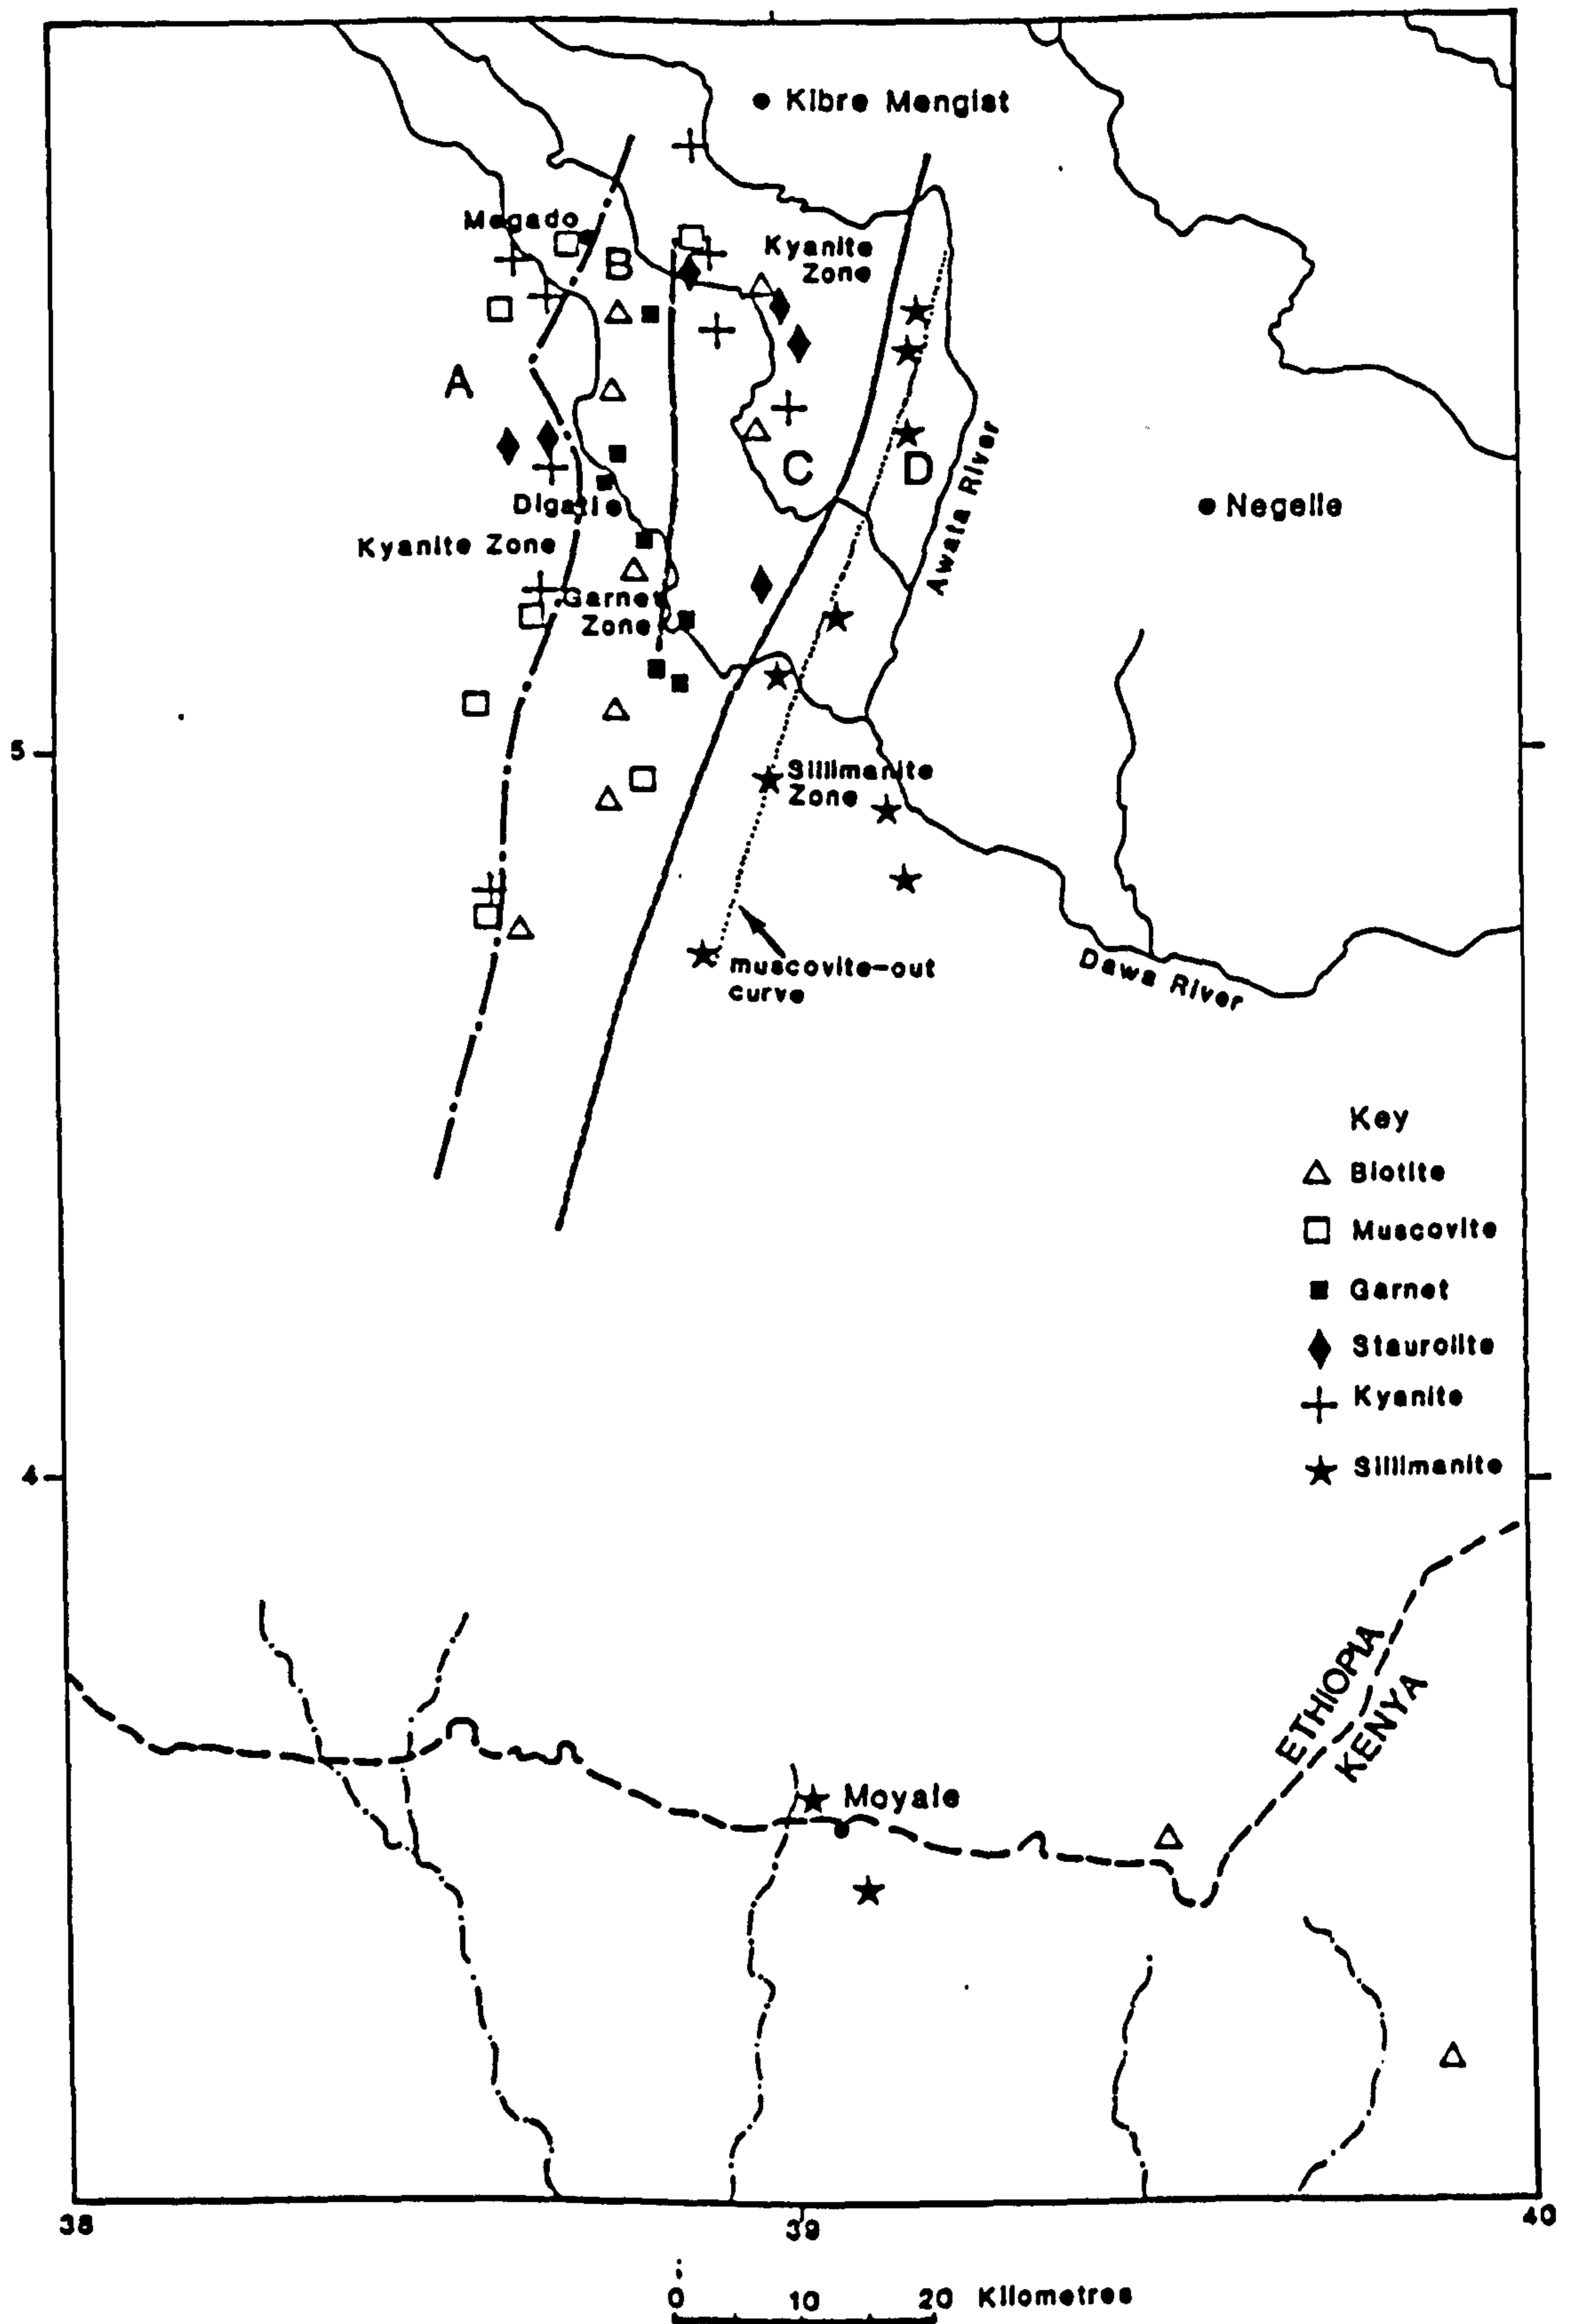 Kibre Mengist
Megado
B
Kyanite
Zone
A
C
D
Awata River
Negelle
Digatie
Kyanite Zone
Garnet
Zone
5
Sillimanite
Zone
muscovite-out
curve
Dawa River
Key
Biotite
Muscovite
Garnet
Staurolite
Kyanite
Sillimanite
4
ETHIOPIA
KENYA
Moyale
38
39
40
0 10 20 Kilometres